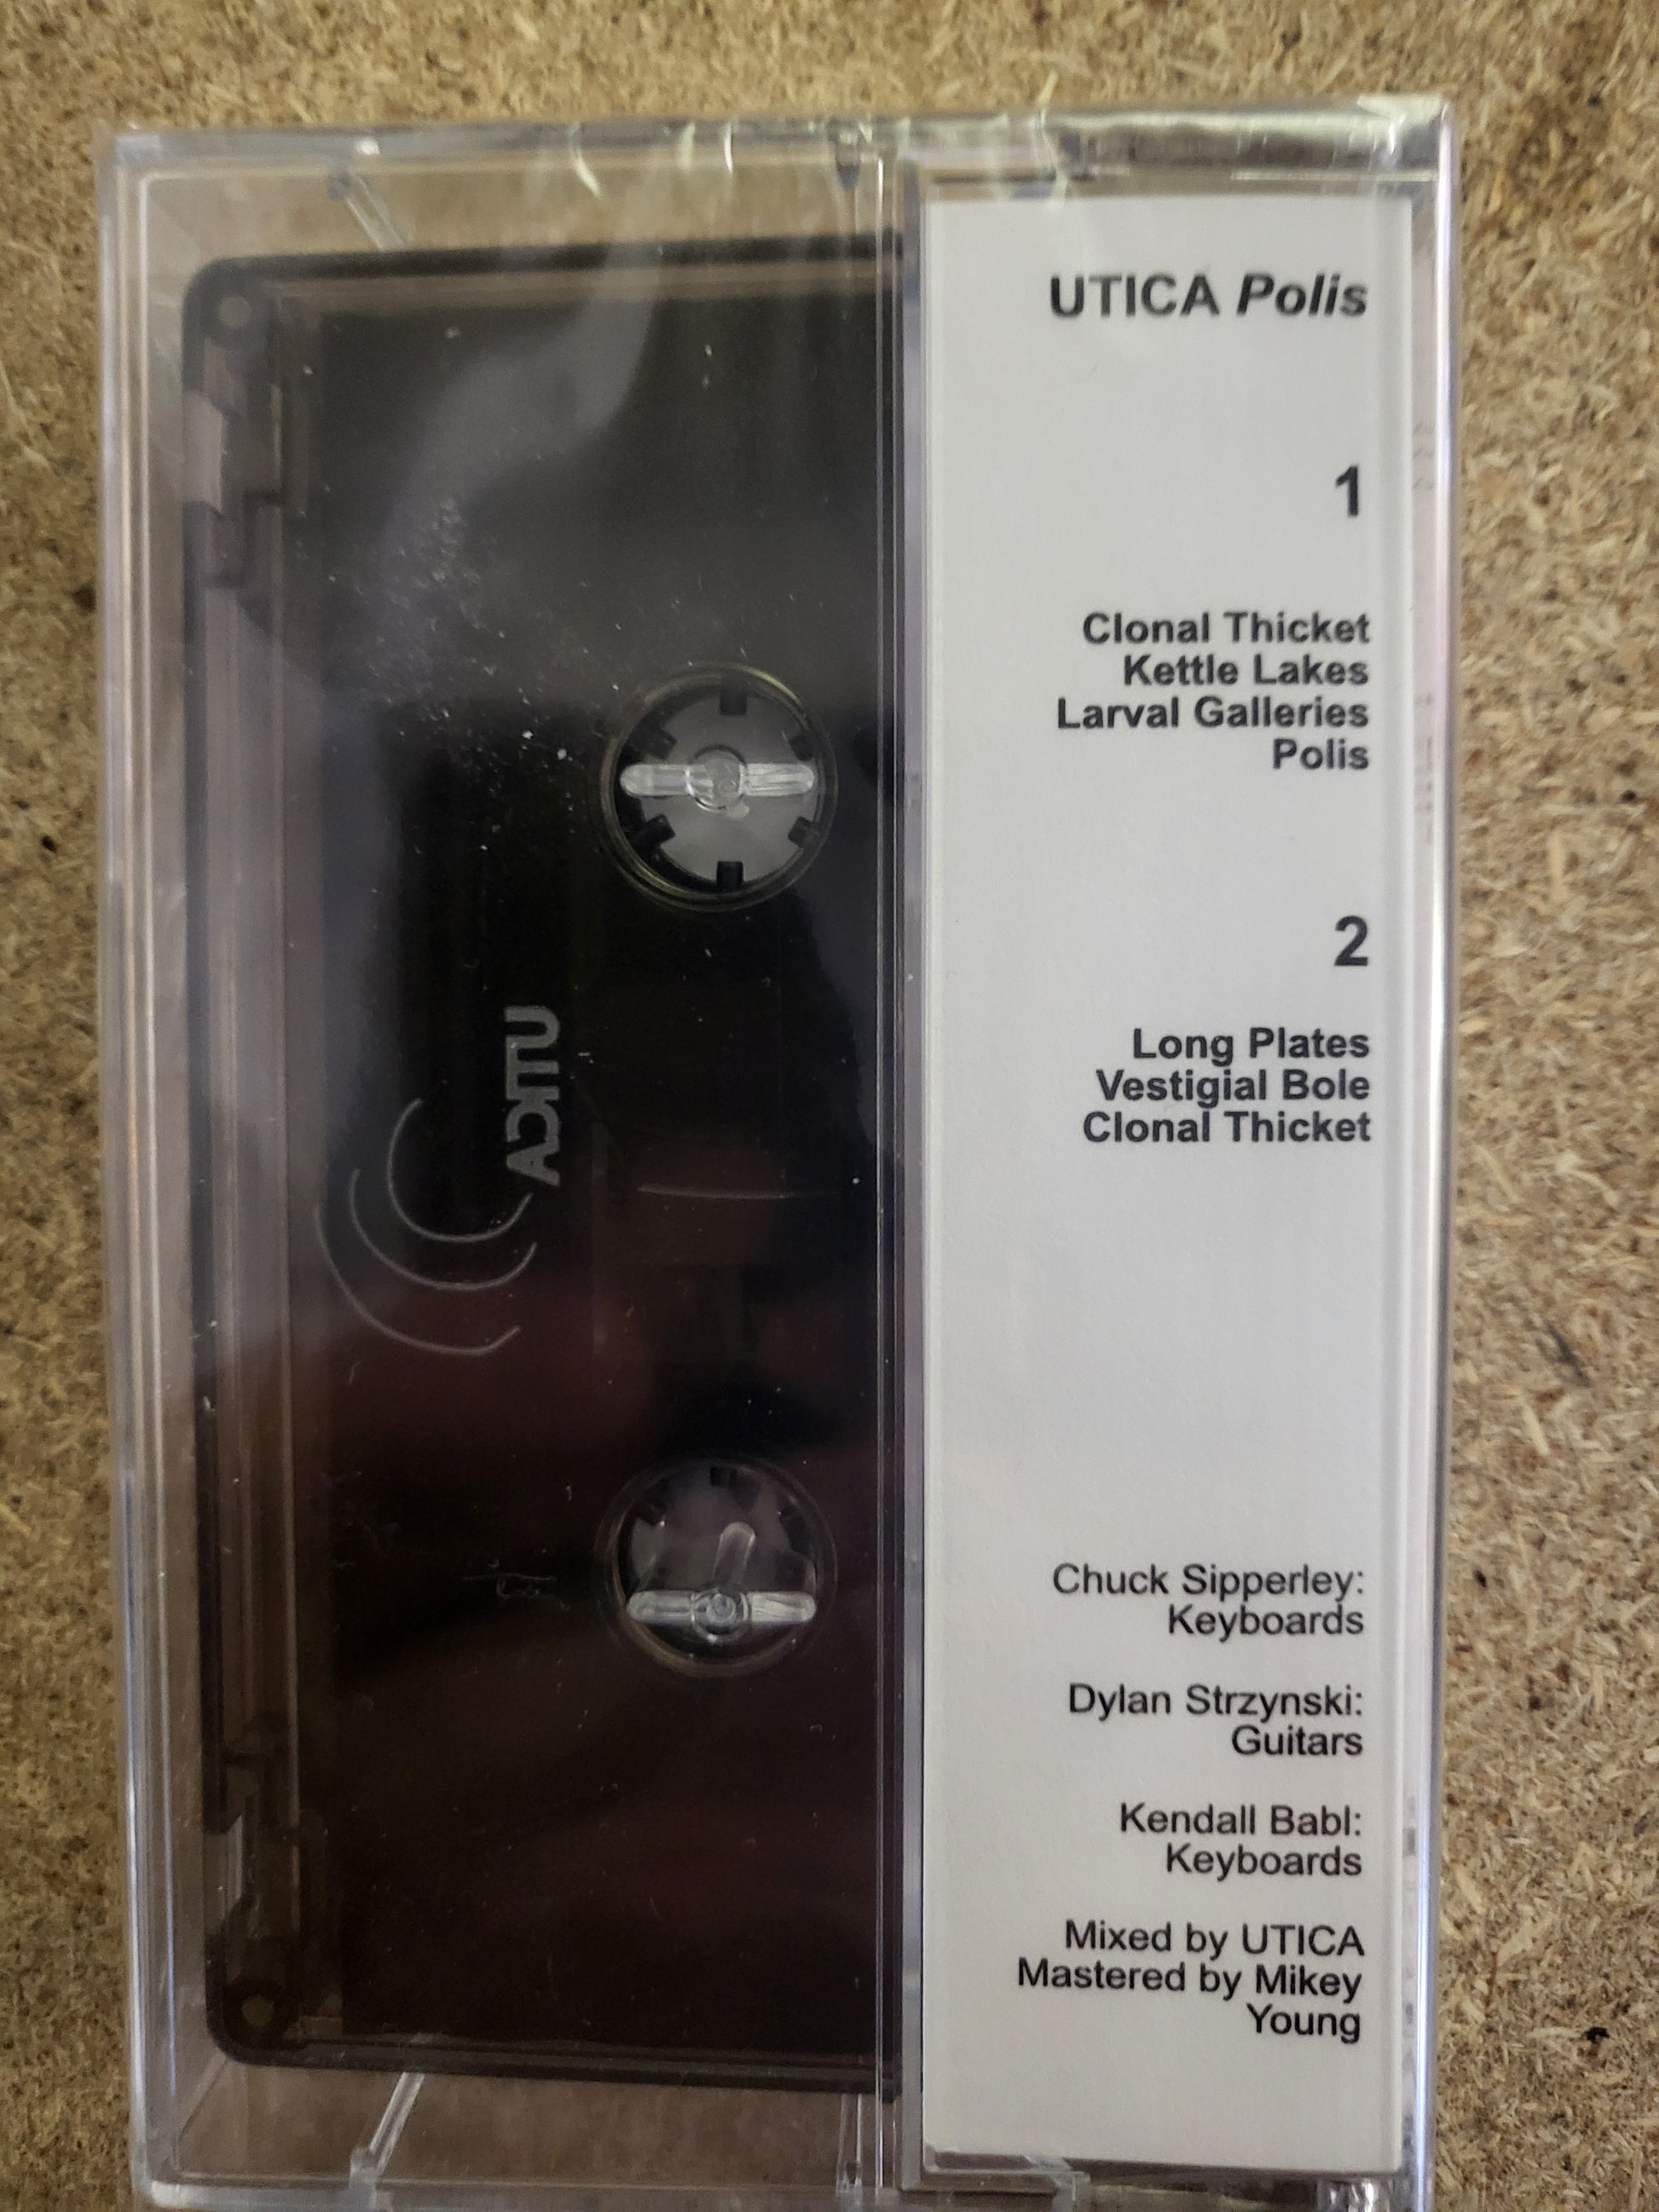 UTICA Polis
1
Clonal Thicket
Kettle Lakes
Larval Galleries
Polis
2
Long Plates
Vestigial Bole
Clonal Thicket
Chuck Sipperley:
Keyboards
Dylan Strzynski:
Guitars
Kendall Babl:
Keyboards
Mixed by UTICA
Mastered by Mikey
Young
UTICA